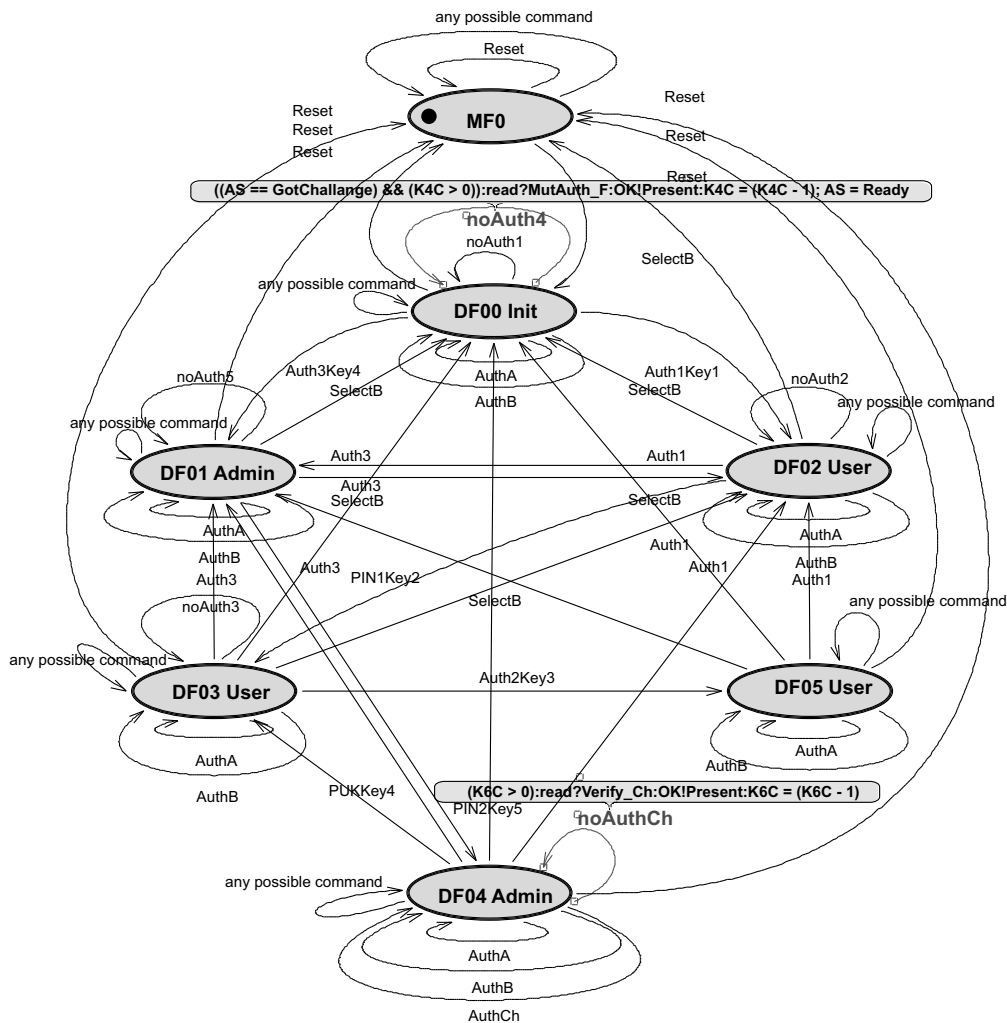 any possible command
Reset
MF0
Reset
Reset
Reset
Reset
Reset
Reset
((AS == GotChallange) && (K4C > 0)):read?MutAuth_F:OK!Present:K4C = (K4C - 1); AS = Ready
noAuth4
noAuth1
SelectB
any possible command
DF00 Init
Auth3Key4
AuthA
Auth1Key1
noAuth5
SelectB
AuthB
SelectB
noAuth2
any possible command
any possible command
DF01 Admin
Auth3
Auth1
DF02 User
Auth3
SelectB
SelectB
AuthA
AuthA
AuthB
Auth3
Auth3
PIN1Key2
Auth1
Auth1
AuthB
Auth1
noAuth3
SelectB
any possible command
any possible command
DF03 User
Auth2Key3
DF05 User
AuthA
AuthA
AuthB
AuthB
PUKKey4
(K6C > 0):read?Verify_Ch:OK!Present:K6C = (K6C - 1)
PIN2Key5
noAuthCh
any possible command
DF04 Admin
AuthA
AuthB
AuthCh